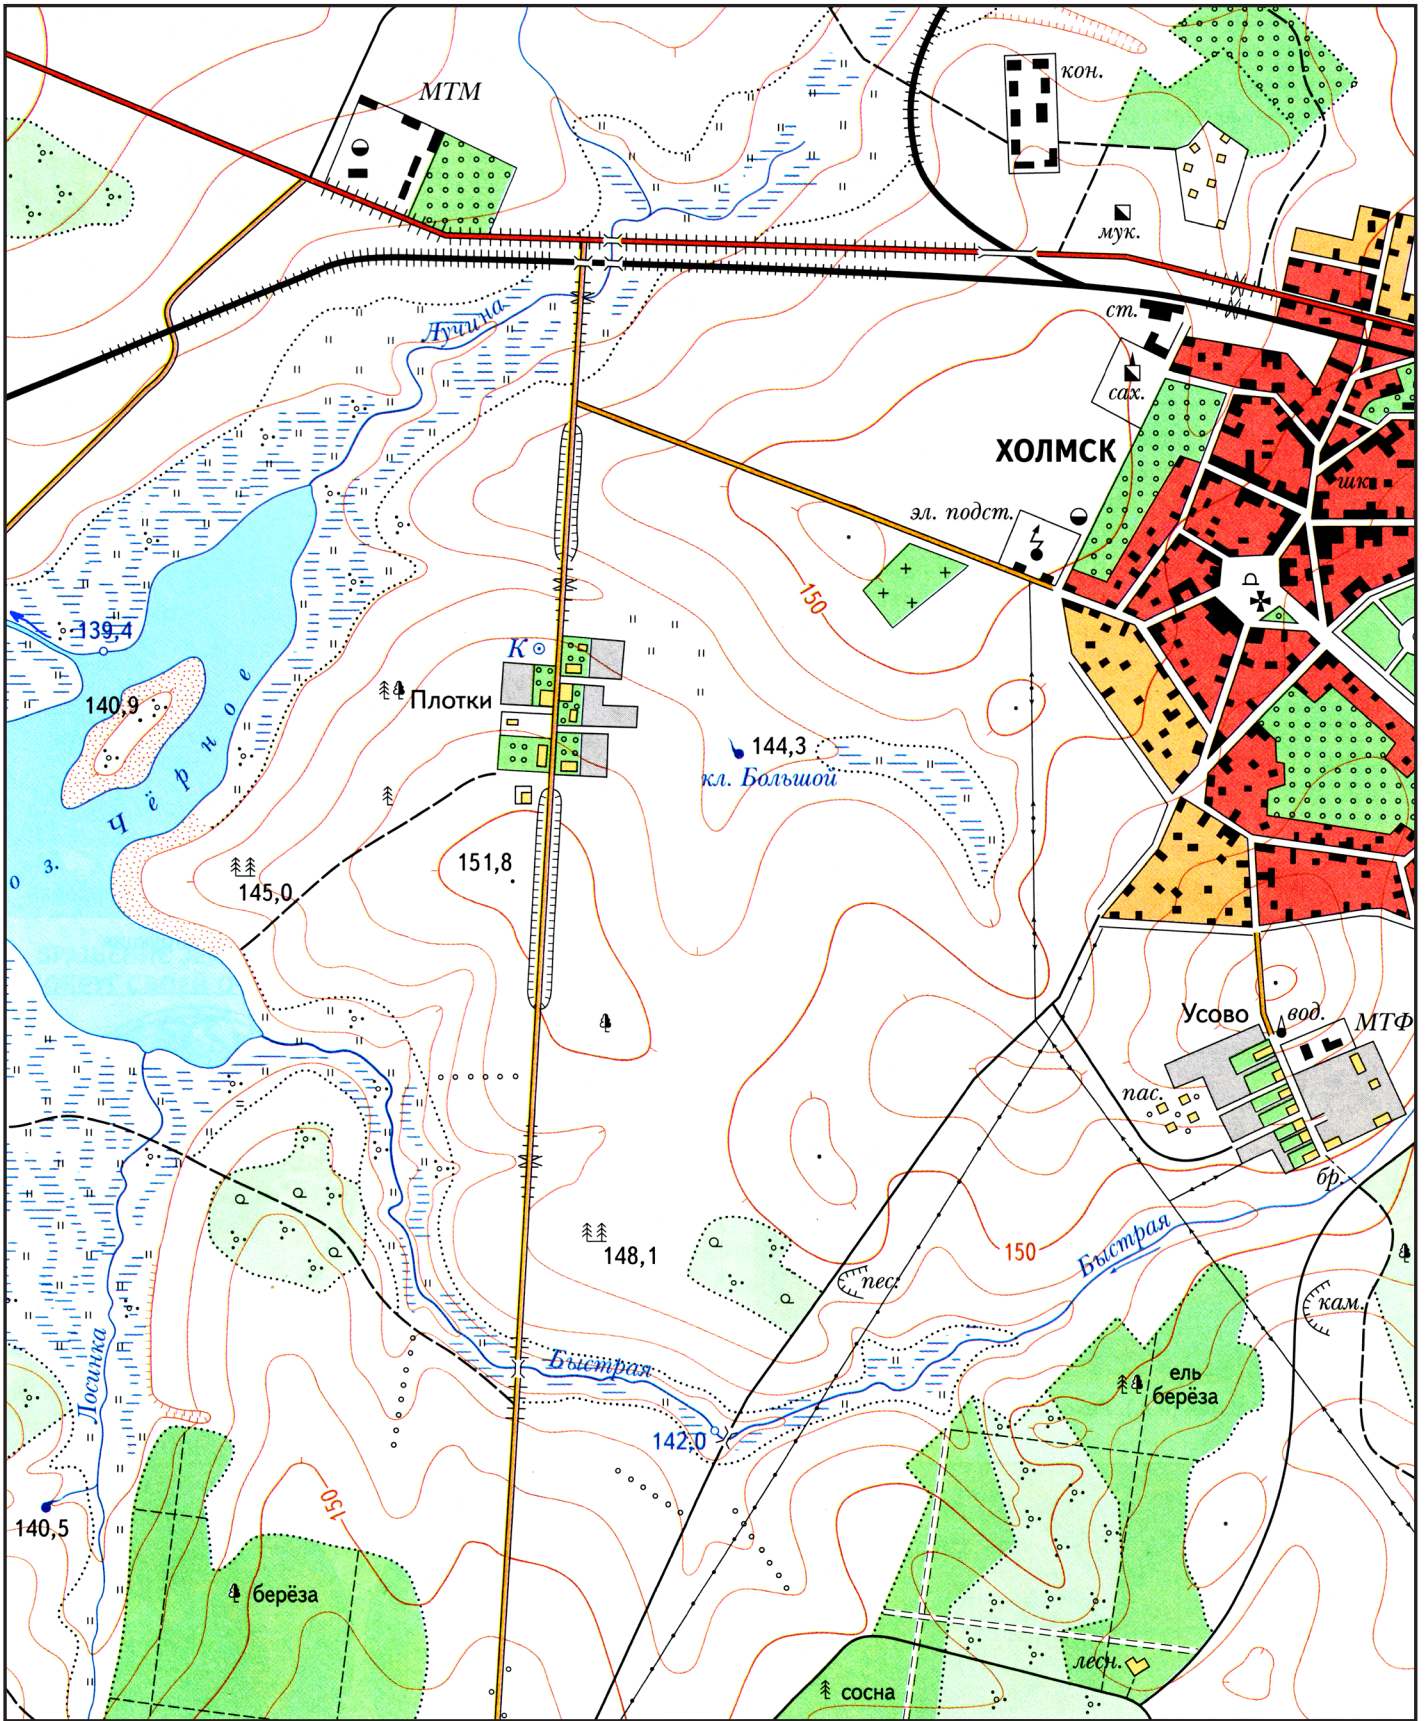 МТМ
кон.
мук.
Лучина
ст.
сах.
ХОЛМСК
шк.
эл. подст.
150
139,4
К
140,9
Плотки
144,3
кл. Большой
оз. Чёрное
151,8
145,0
Усово
вод.
МТФ
пас.
бр.
Быстрая
150
148,1
пес.
кам.
Лосинка
Быстрая
ель
берёза
142,0
150
140,5
берёза
лесн.
сосна